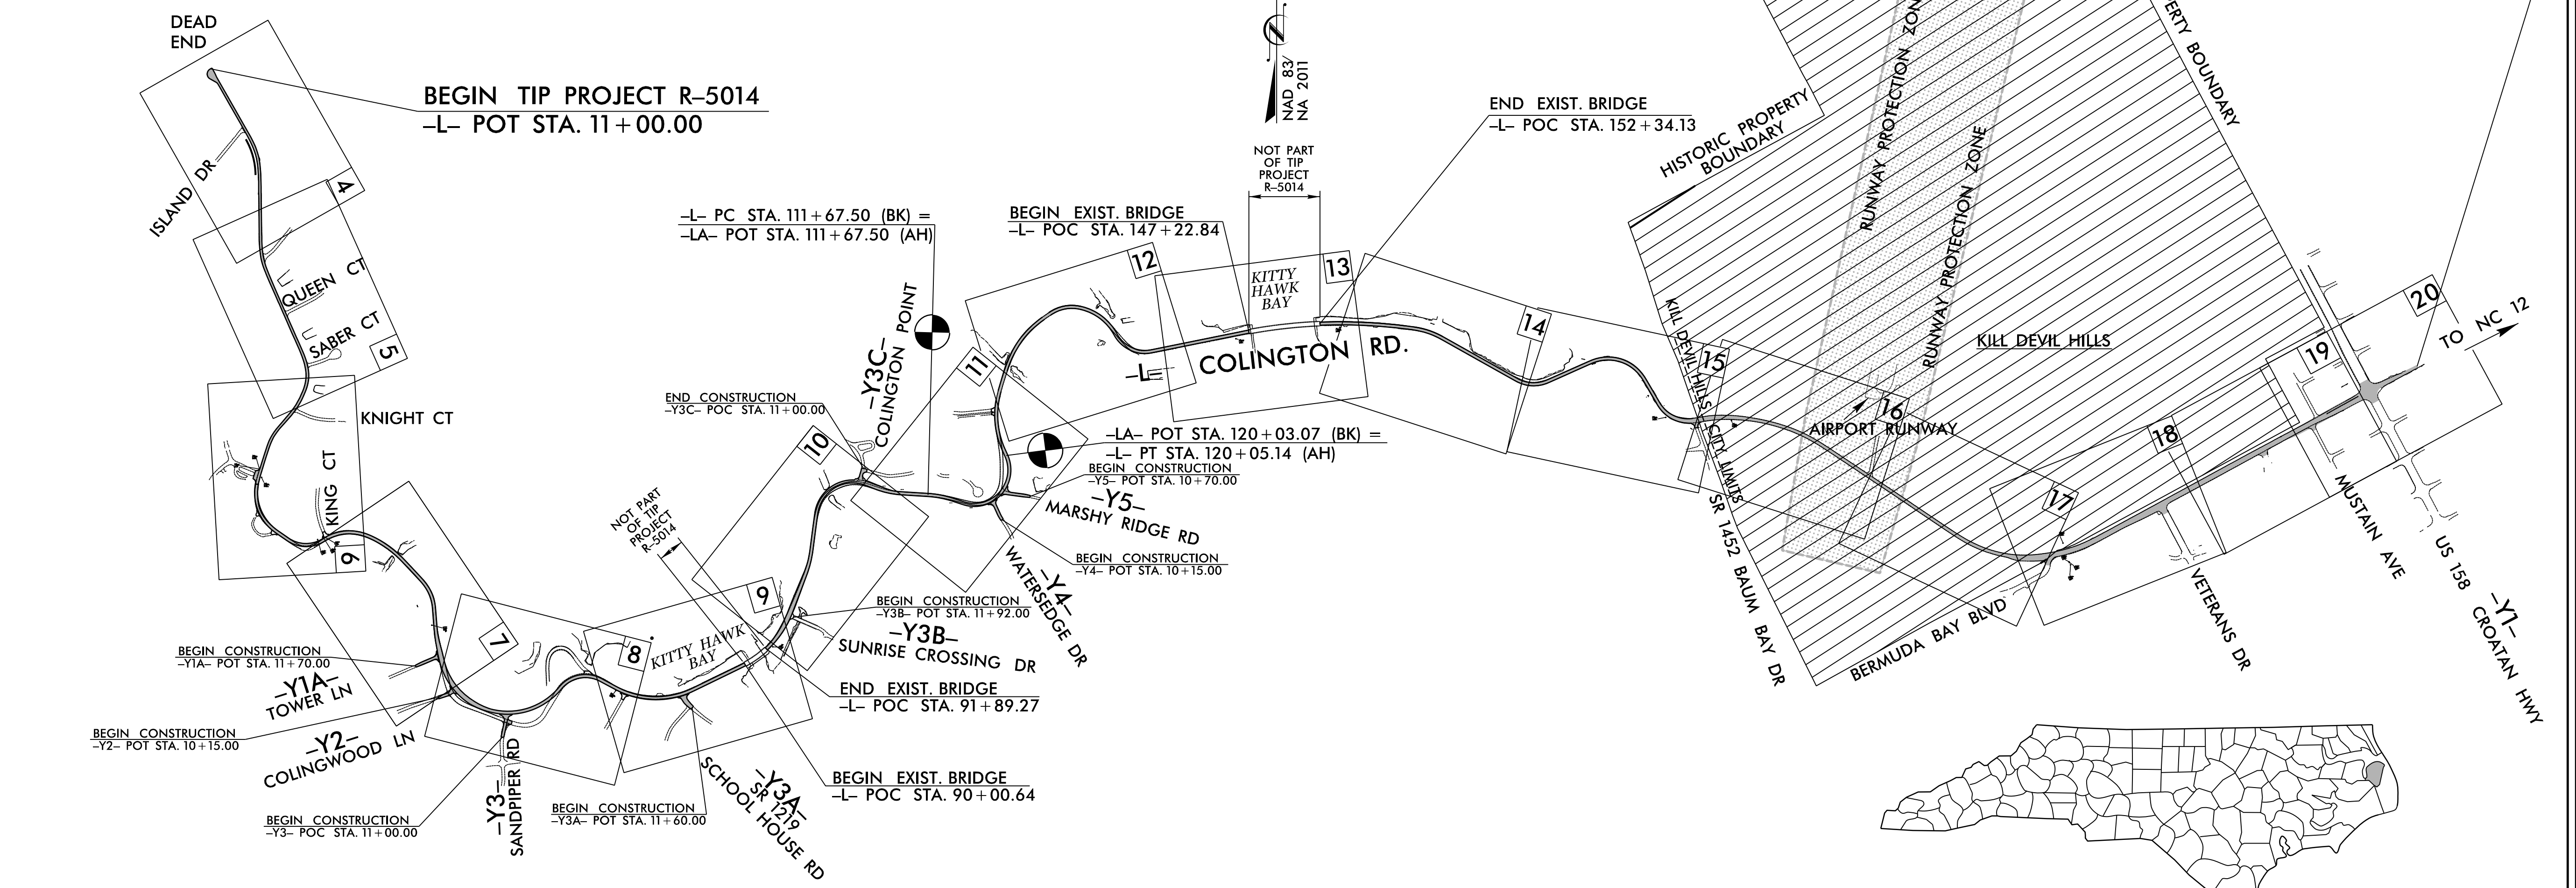 DEAD
END
BEGIN TIP PROJECT R–5014
–L– POT STA. 11+00.00
ISLAND DR
4
QUEEN CT
SABER CT
5
KNIGHT CT
KING CT
6
7
BEGIN CONSTRUCTION
–Y1A– POT STA. 11+70.00
–Y1A–
TOWER LN
BEGIN CONSTRUCTION
–Y2– POT STA. 10+15.00
–Y2–
COLINGWOOD LN
BEGIN CONSTRUCTION
–Y3– POC STA. 11+00.00
–Y3–
SANDPIPER RD
BEGIN CONSTRUCTION
–Y3A– POT STA. 11+60.00
–Y3A–
SR 1219
SCHOOL HOUSE RD
8
KITTY HAWK
BAY
NOT PART
OF TIP
PROJECT
R–5014
9
BEGIN EXIST. BRIDGE
–L– POC STA. 90+00.64
END EXIST. BRIDGE
–L– POC STA. 91+89.27
BEGIN CONSTRUCTION
–Y3B– POT STA. 11+92.00
–Y3B–
SUNRISE CROSSING DR
10
END CONSTRUCTION
–Y3C– POC STA. 11+00.00
–Y3C–
COLINGTON POINT
–L– PC STA. 111+67.50 (BK) =
–LA– POT STA. 111+67.50 (AH)
11
–LA– POT STA. 120+03.07 (BK) =
–L– PT STA. 120+05.14 (AH)
BEGIN CONSTRUCTION
–Y5– POT STA. 10+70.00
–Y5–
MARSHY RIDGE RD
BEGIN CONSTRUCTION
–Y4– POT STA. 10+15.00
–Y4–
WATERSEDGE DR
12
BEGIN EXIST. BRIDGE
–L– POC STA. 147+22.84
NOT PART
OF TIP
PROJECT
R–5014
NAD 83/
NA 2011
KITTY
HAWK
BAY
13
END EXIST. BRIDGE
–L– POC STA. 152+34.13
–L–
COLINGTON RD.
14
15
KILL DEVIL HILLS CITY LIMITS
SR 1452 BAUM BAY DR
HISTORIC PROPERTY
BOUNDARY
RUNWAY PROTECTION ZONE
RUNWAY PROTECTION ZONE
ERTY BOUNDARY
16
AIRPORT RUNWAY
KILL DEVIL HILLS
17
18
BERMUDA BAY BLVD
VETERANS DR
19
20
TO NC 12
MUSTAIN AVE
US 158 CROATAN HWY
–Y1–